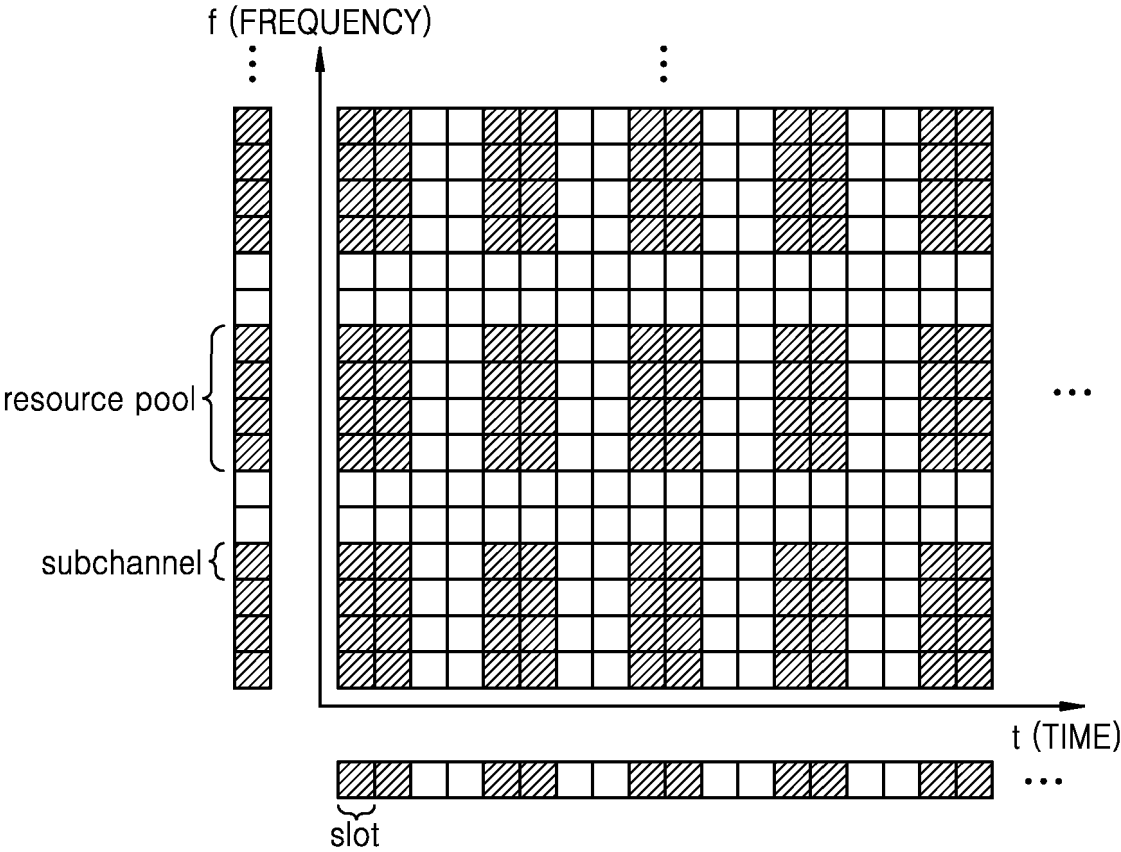 f (FREQUENCY)
resource pool
subchannel
t (TIME)
slot